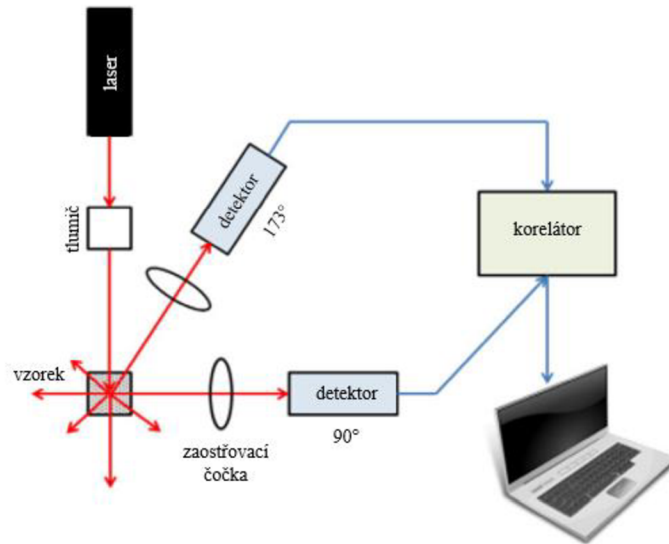 laser
detektor
173°
tlumič
korelátor
vzorek
detektor
90°
zaostřovací
čočka